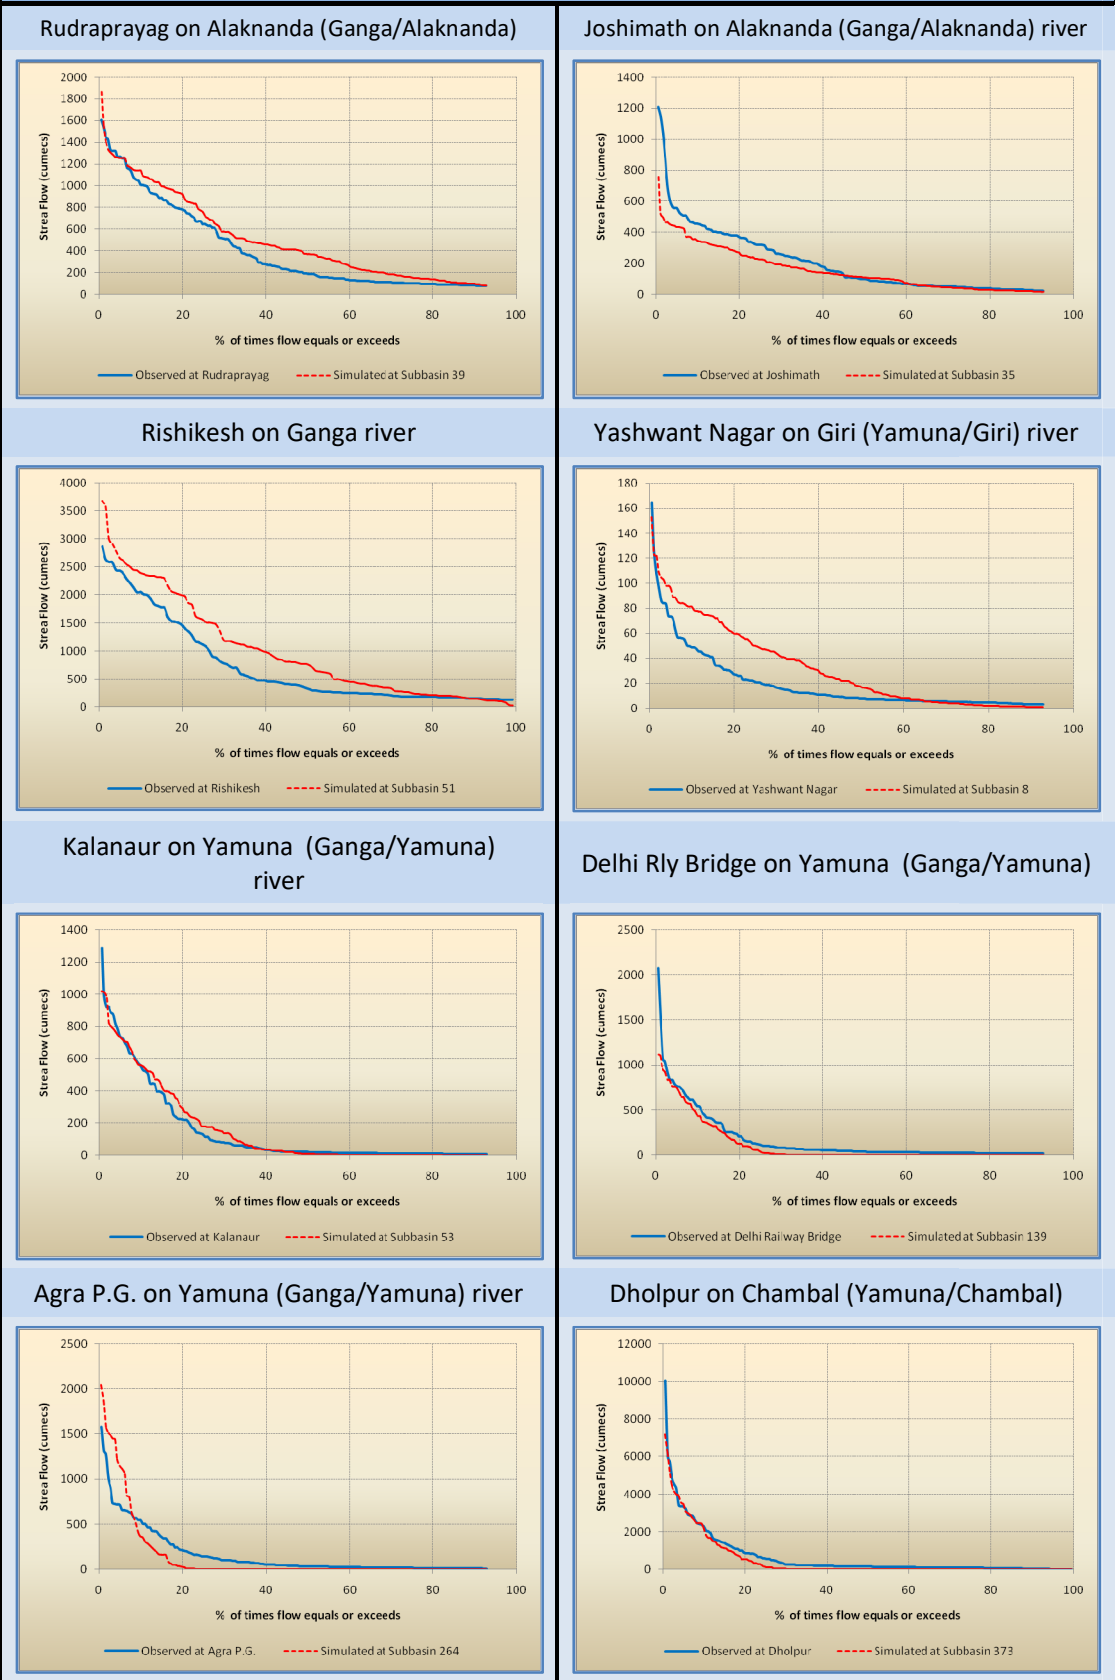 Rudraprayag on Alaknanda (Ganga/Alaknanda)
Strea Flow (cumecs)
2000
1800
1600
1400
1200
1000
800
600
400
200
0
0 20 40 60 80 100
% of times flow equals or exceeds
Observed at Rudraprayag Simulated at Subbasin 39
Joshimath on Alaknanda (Ganga/Alaknanda) river
Strea Flow (cumecs)
1400
1200
1000
800
600
400
200
0
0 20 40 60 80 100
% of times flow equals or exceeds
Observed at Joshimath Simulated at Subbasin 35
Rishikesh on Ganga river
Strea Flow (cumecs)
4000
3500
3000
2500
2000
1500
1000
500
0
0 20 40 60 80 100
% of times flow equals or exceeds
Observed at Rishikesh Simulated at Subbasin 51
Yashwant Nagar on Giri (Yamuna/Giri) river
Strea Flow (cumecs)
180
160
140
120
100
80
60
40
20
0
0 20 40 60 80 100
% of times flow equals or exceeds
Observed at Yashwant Nagar Simulated at Subbasin 8
Kalanaur on Yamuna (Ganga/Yamuna)
river
Strea Flow (cumecs)
1400
1200
1000
800
600
400
200
0
0 20 40 60 80 100
% of times flow equals or exceeds
Observed at Kalanaur Simulated at Subbasin 53
Delhi Rly Bridge on Yamuna (Ganga/Yamuna)
Strea Flow (cumecs)
2500
2000
1500
1000
500
0
0 20 40 60 80 100
% of times flow equals or exceeds
Observed at Delhi Railway Bridge Simulated at Subbasin 139
Agra P.G. on Yamuna (Ganga/Yamuna) river
Strea Flow (cumecs)
2500
2000
1500
1000
500
0
0 20 40 60 80 100
% of times flow equals or exceeds
Observed at Agra P.G. Simulated at Subbasin 264
Dholpur on Chambal (Yamuna/Chambal)
Strea Flow (cumecs)
12000
10000
8000
6000
4000
2000
0
0 20 40 60 80 100
% of times flow equals or exceeds
Observed at Dholpur Simulated at Subbasin 373